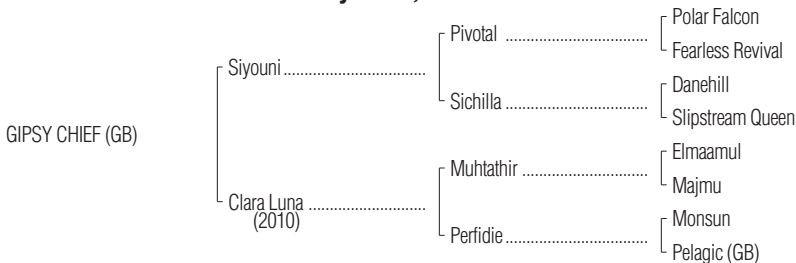 Polar Falcon
Pivotal
Fearless Revival
Siyouni
Danehill
Sichilla
Slipstream Queen
GIPSY CHIEF (GB)
Elmaamul
Muhtathir
Majmu
Clara Luna
(2010)
Monsun
Perfidie
Pelagic (GB)